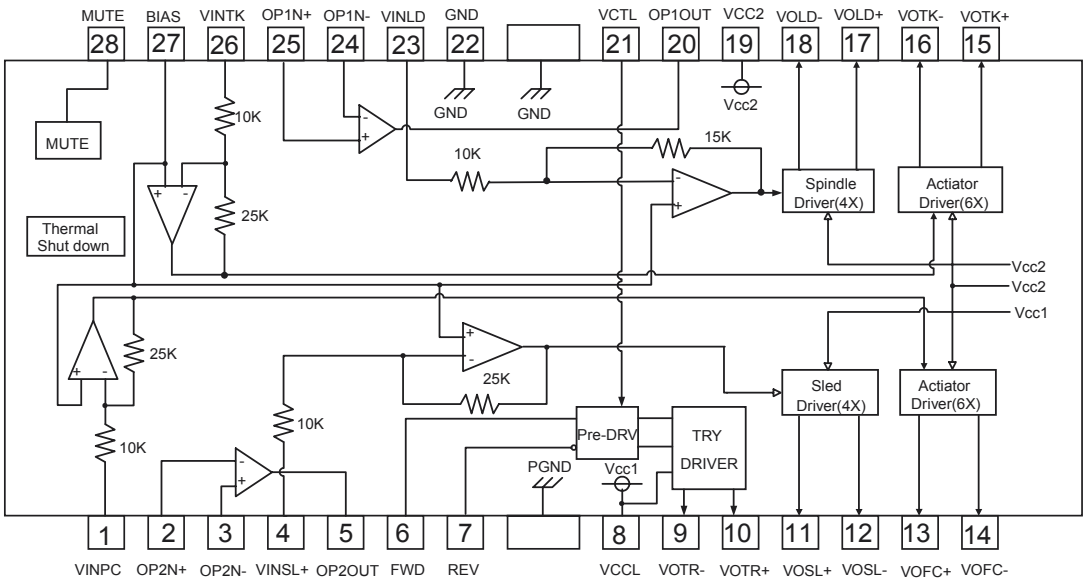 MUTE BIAS VINTK OP1N+ OP1N- VINLD GND VCTL OP1OUT VCC2 VOLD- VOLD+ VOTK- VOTK+
28 27 26 25 24 23 22 21 20 19 18 17 16 15
GND GND Vcc2
10K
MUTE
15K
10K
Spindle
Driver(4X)
Actiator
Driver(6X)
+ -
- +
- +
25K
Thermal
Shut down
Vcc2
Vcc2
Vcc1
+ -
25K
+ -
25K
Sled
Driver(4X)
Actiator
Driver(6X)
10K
10K
Pre-DRV
TRY
DRIVER
- +
PGND
Vcc1
1 2 3 4 5 6 7 8 9 10 11 12 13 14
VINPC OP2N+ OP2N- VINSL+ OP2OUT FWD REV VCCL VOTR- VOTR+ VOSL+ VOSL- VOFC+ VOFC-